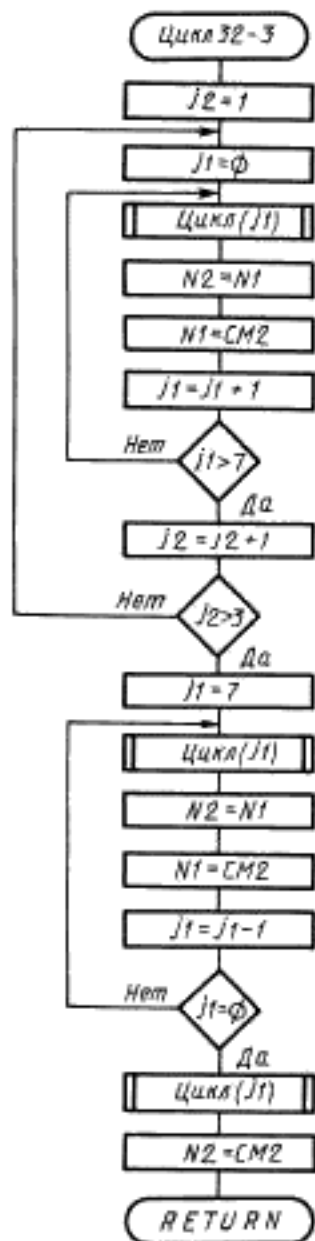 Цикл 32-3
j2=1
j1=ϕ
Цикл(j1)
N2=N1
N1=CM2
j1=j1+1
Нет
j1>7
Да
j2=j2+1
Нет
j2>3
Да
j1=7
Цикл(j1)
N2=N1
N1=CM2
j1=j1-1
Нет
j1=ϕ
Да
Цикл(j1)
N2=CM2
RETURN